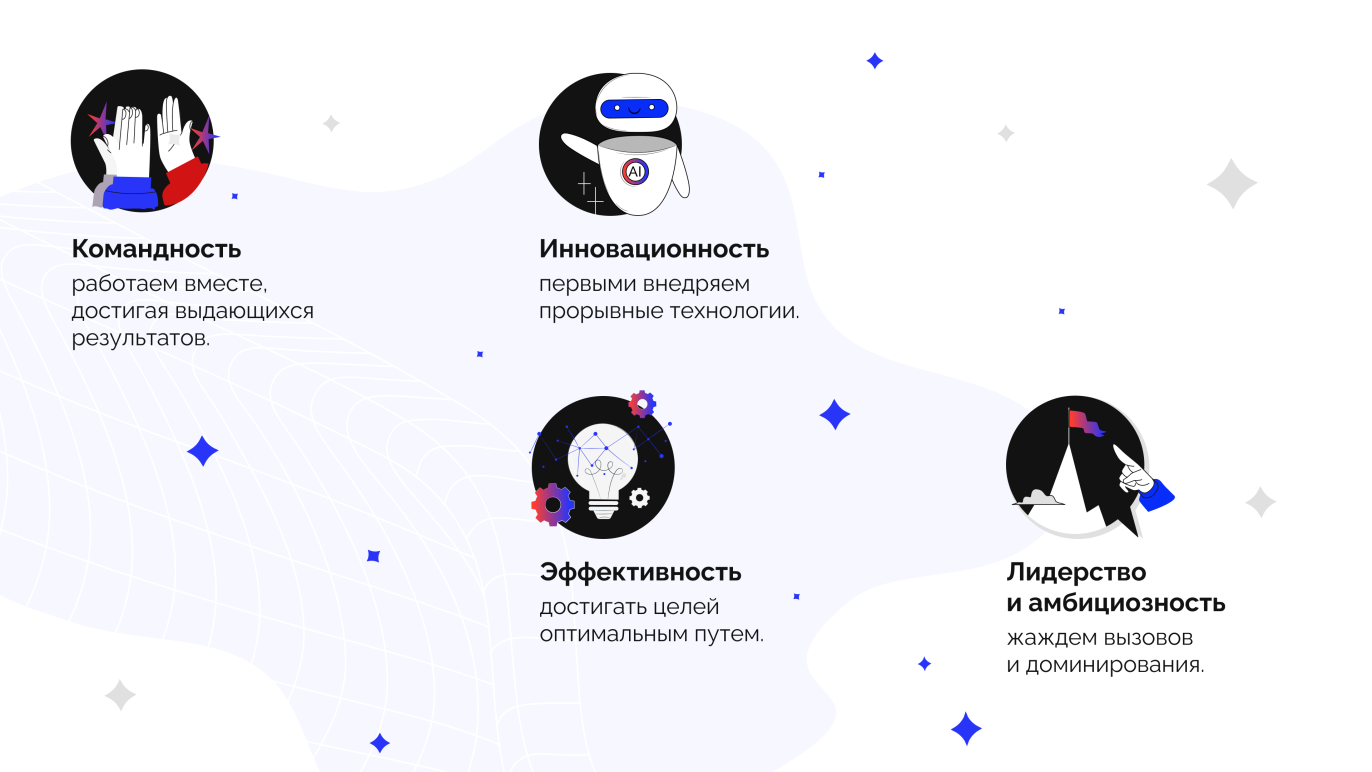 Командность
работаем вместе,
достигая выдающихся
результатов.
AI
Инновационность
первыми внедряем
прорывные технологии.
Эффективность
достигать целей
оптимальным путем.
Лидерство
и амбициозность
жаждем вызовов
и доминирования.